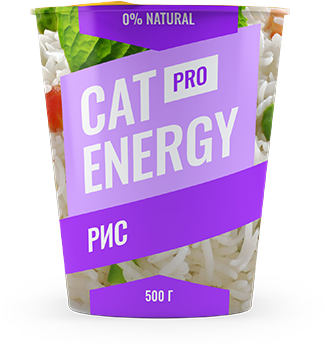 0% NATURAL
CAT PRO
ENERGY
РИС
500 Г